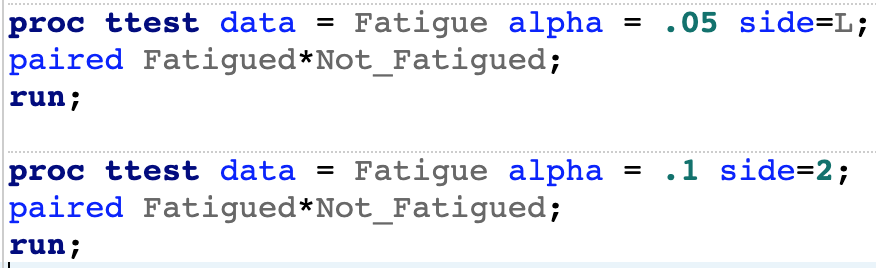 proc ttest data = Fatigue alpha = .05 side=L;
paired Fatigued*Not_Fatigued;
run;
proc ttest data = Fatigue alpha = .1 side=2;
paired Fatigued*Not_Fatigued;
run;